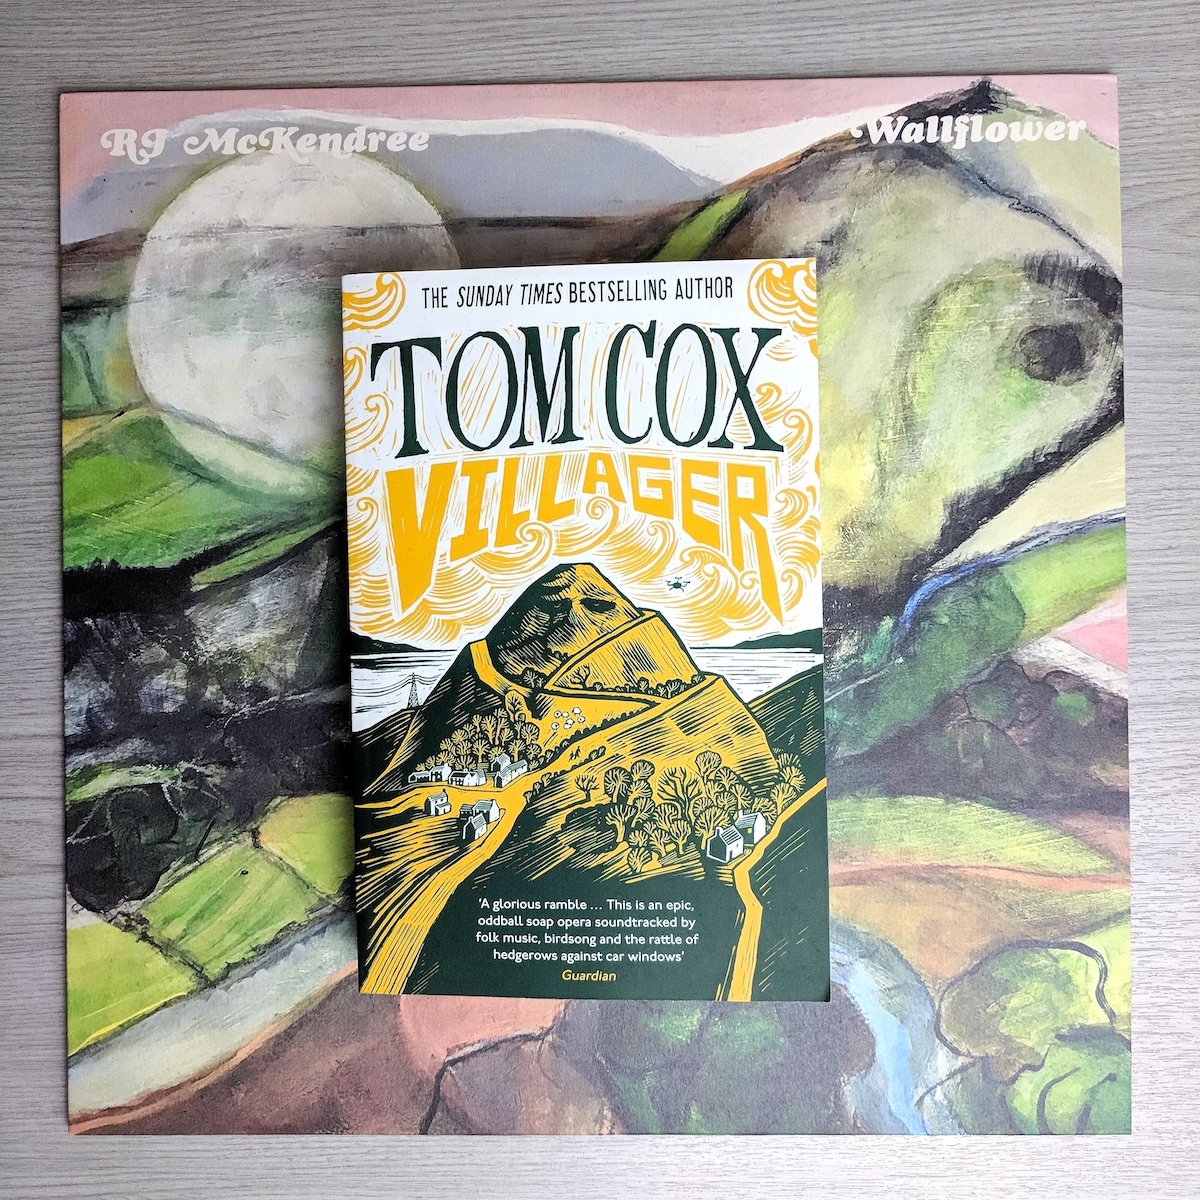 RJ McKendree
Wallflower
THE SUNDAY TIMES BESTSELLING AUTHOR
TOM COX
VILLAGER
‘A glorious ramble ... This is an epic,
oddball soap opera soundtracked by
folk music, birdsong and the rattle of
hedgerows against car windows’
Guardian